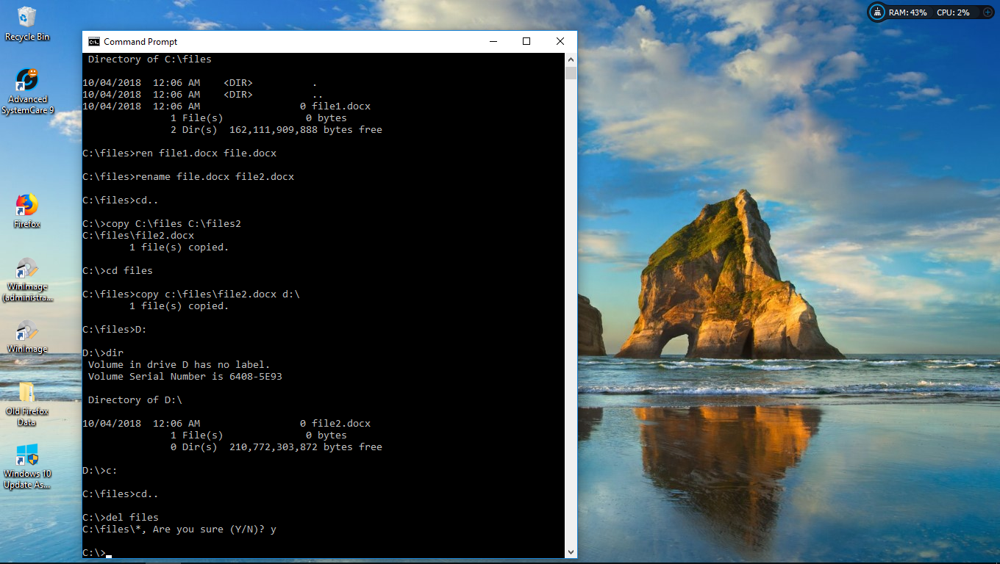 Recycle Bin
Advanced
SystemCare 9
Firefox
WinImage
(administra...
WinImage
Old Firefox
Data
Windows 10
Update As...
RAM: 43% CPU: 2%
C:\. Command Prompt
Directory of C:\files
10/04/2018 12:06 AM <DIR> .
10/04/2018 12:06 AM <DIR> ..
10/04/2018 12:06 AM 0 file1.docx
1 File(s) 0 bytes
2 Dir(s) 162,111,909,888 bytes free
C:\files>ren file1.docx file.docx
C:\files>rename file.docx file2.docx
C:\files>cd..
C:\>copy C:\files C:\files2
C:\files\file2.docx
1 file(s) copied.
C:\>cd files
C:\files>copy c:\files\file2.docx d:\
1 file(s) copied.
C:\files>D:
D:\>dir
Volume in drive D has no label.
Volume Serial Number is 6408-5E93
Directory of D:\
10/04/2018 12:06 AM 0 file2.docx
1 File(s) 0 bytes
0 Dir(s) 210,772,303,872 bytes free
D:\>c:
C:\files>cd..
C:\>del files
C:\files\*, Are you sure (Y/N)? y
C:\>